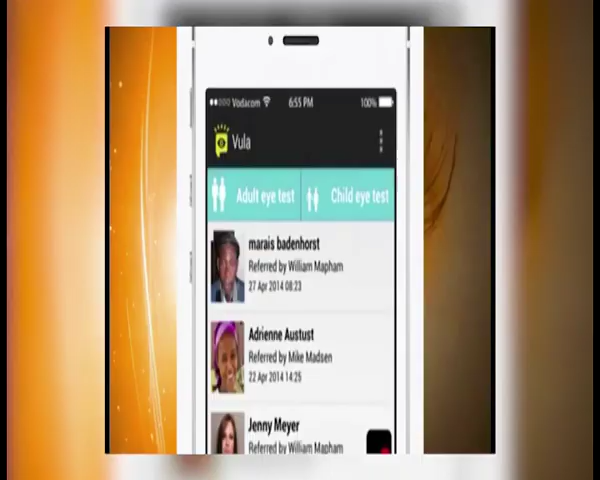 Vodacom 6:55 PM 100%
Vula
Adult eye test Child eye test
marais badenhorst
Referred by William Mapham
27 Apr 2014 08:23
Adrienne Austust
Referred by Mike Madsen
22 Apr 2014 14:25
Jenny Meyer
Referred by William Mapham